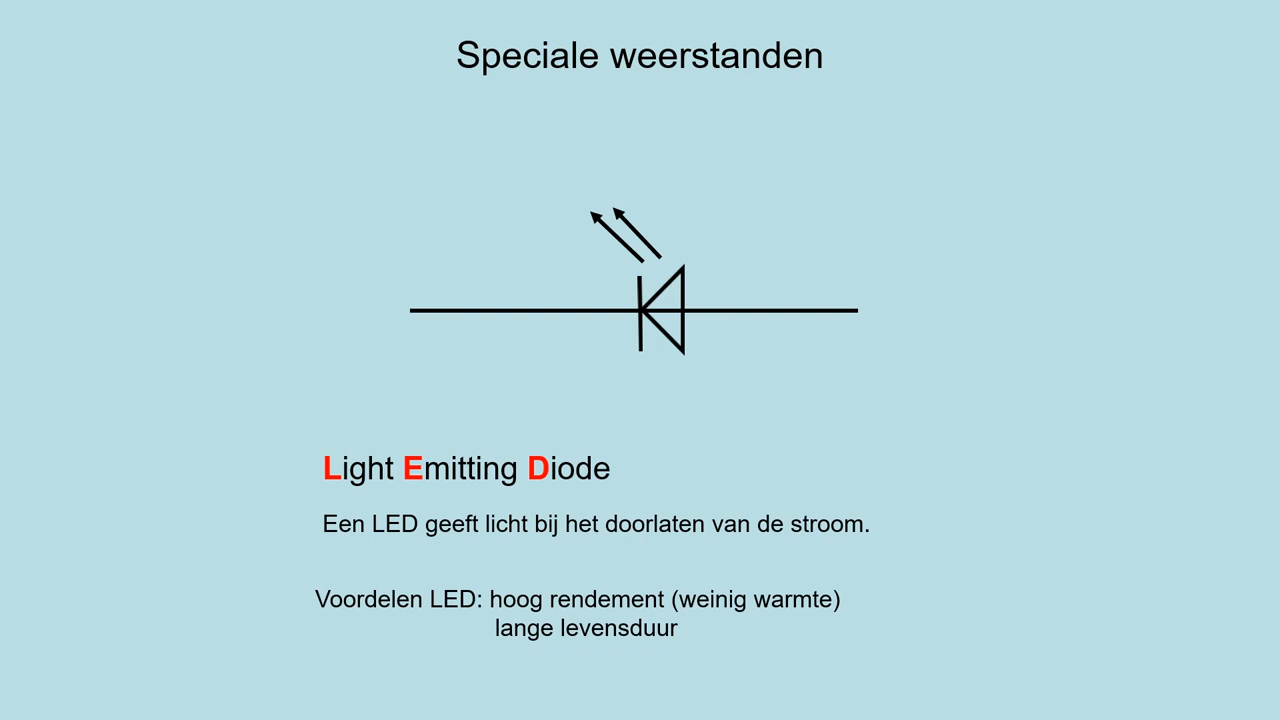 Speciale weerstanden
Light Emitting Diode
Een LED geeft licht bij het doorlaten van de stroom.
Voordelen LED: hoog rendement (weinig warmte)
lange levensduur